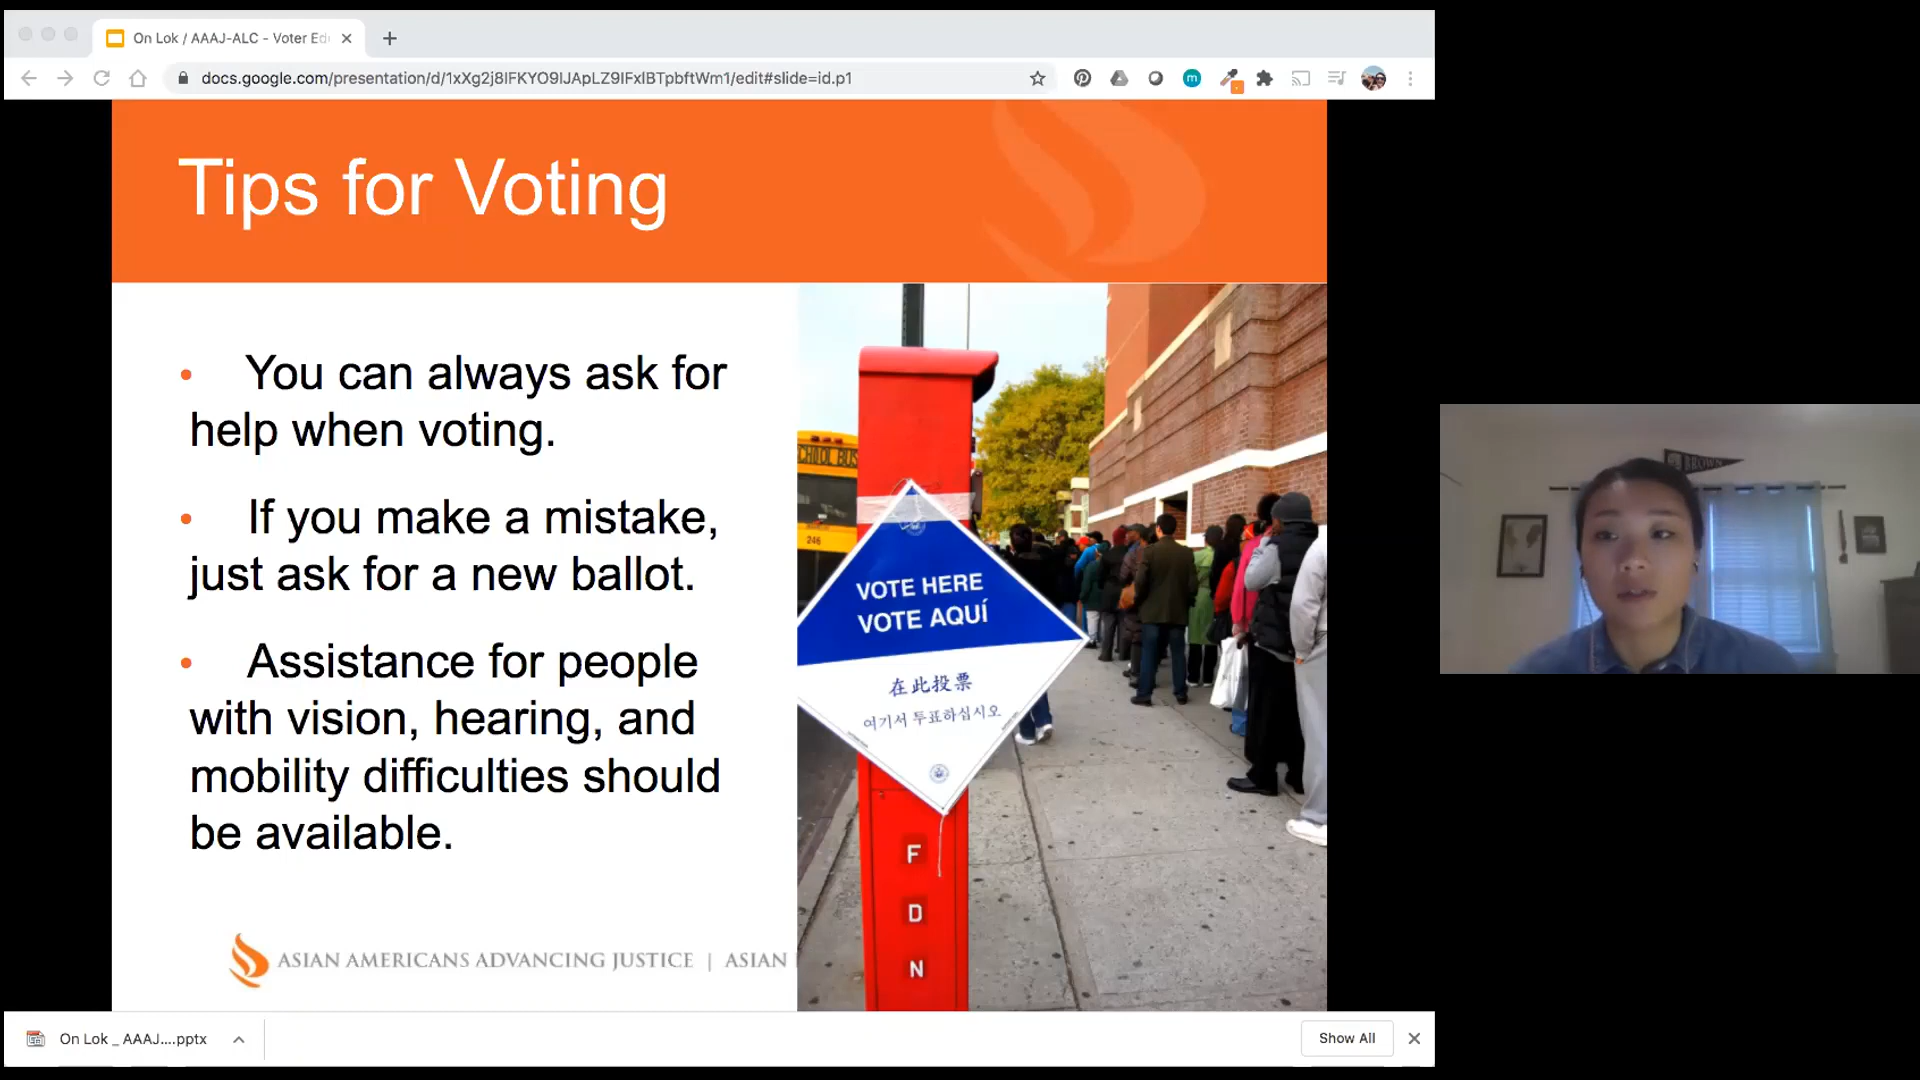 On Lok / AAAJ-ALC - Voter Ed
docs.google.com/presentation/d/1xXg2j8IFKYO9IJApLZ9IFxlBTpbftWm1/edit#slide=id.p1
Tips for Voting
• You can always ask for
help when voting.
• If you make a mistake,
just ask for a new ballot.
• Assistance for people
with vision, hearing, and
mobility difficulties should
be available.
ASIAN AMERICANS ADVANCING JUSTICE | ASIAN
SCHOOL BUS
246
VOTE HERE
VOTE AQUÍ
在此投票
여기서 투표하십시오
F
D
N
BROWN
On Lok _ AAAJ....pptx
Show All